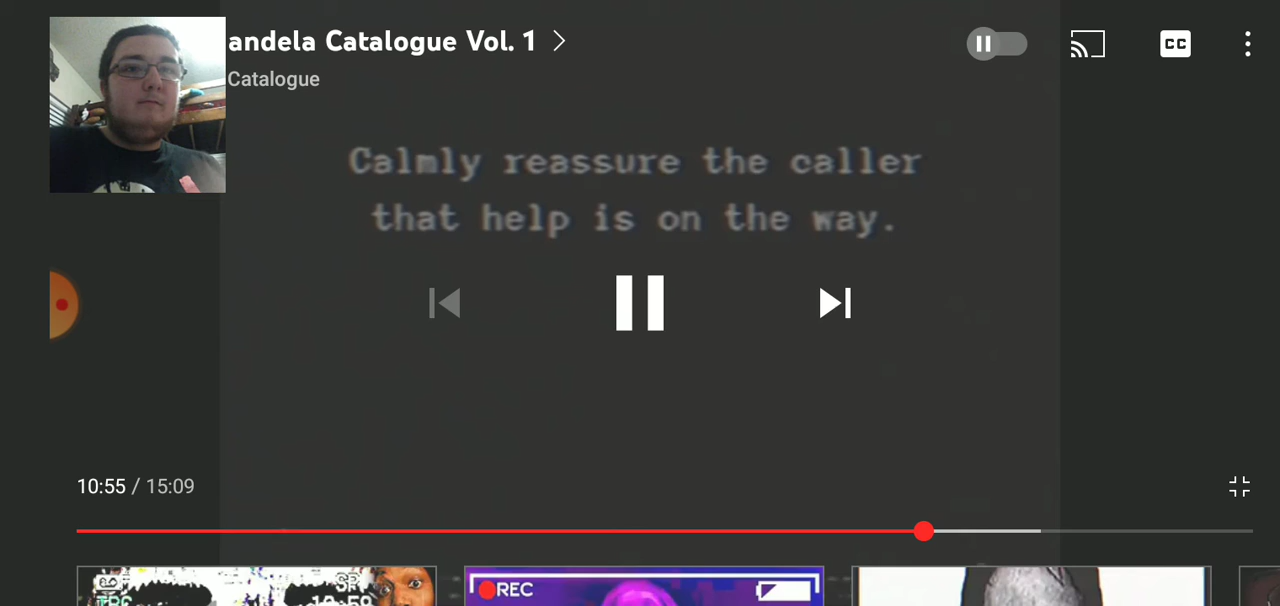 andela Catalogue Vol. 1
Catalogue
CC
Calmly reassure the caller
that help is on the way.
10:55 / 15:09
REC